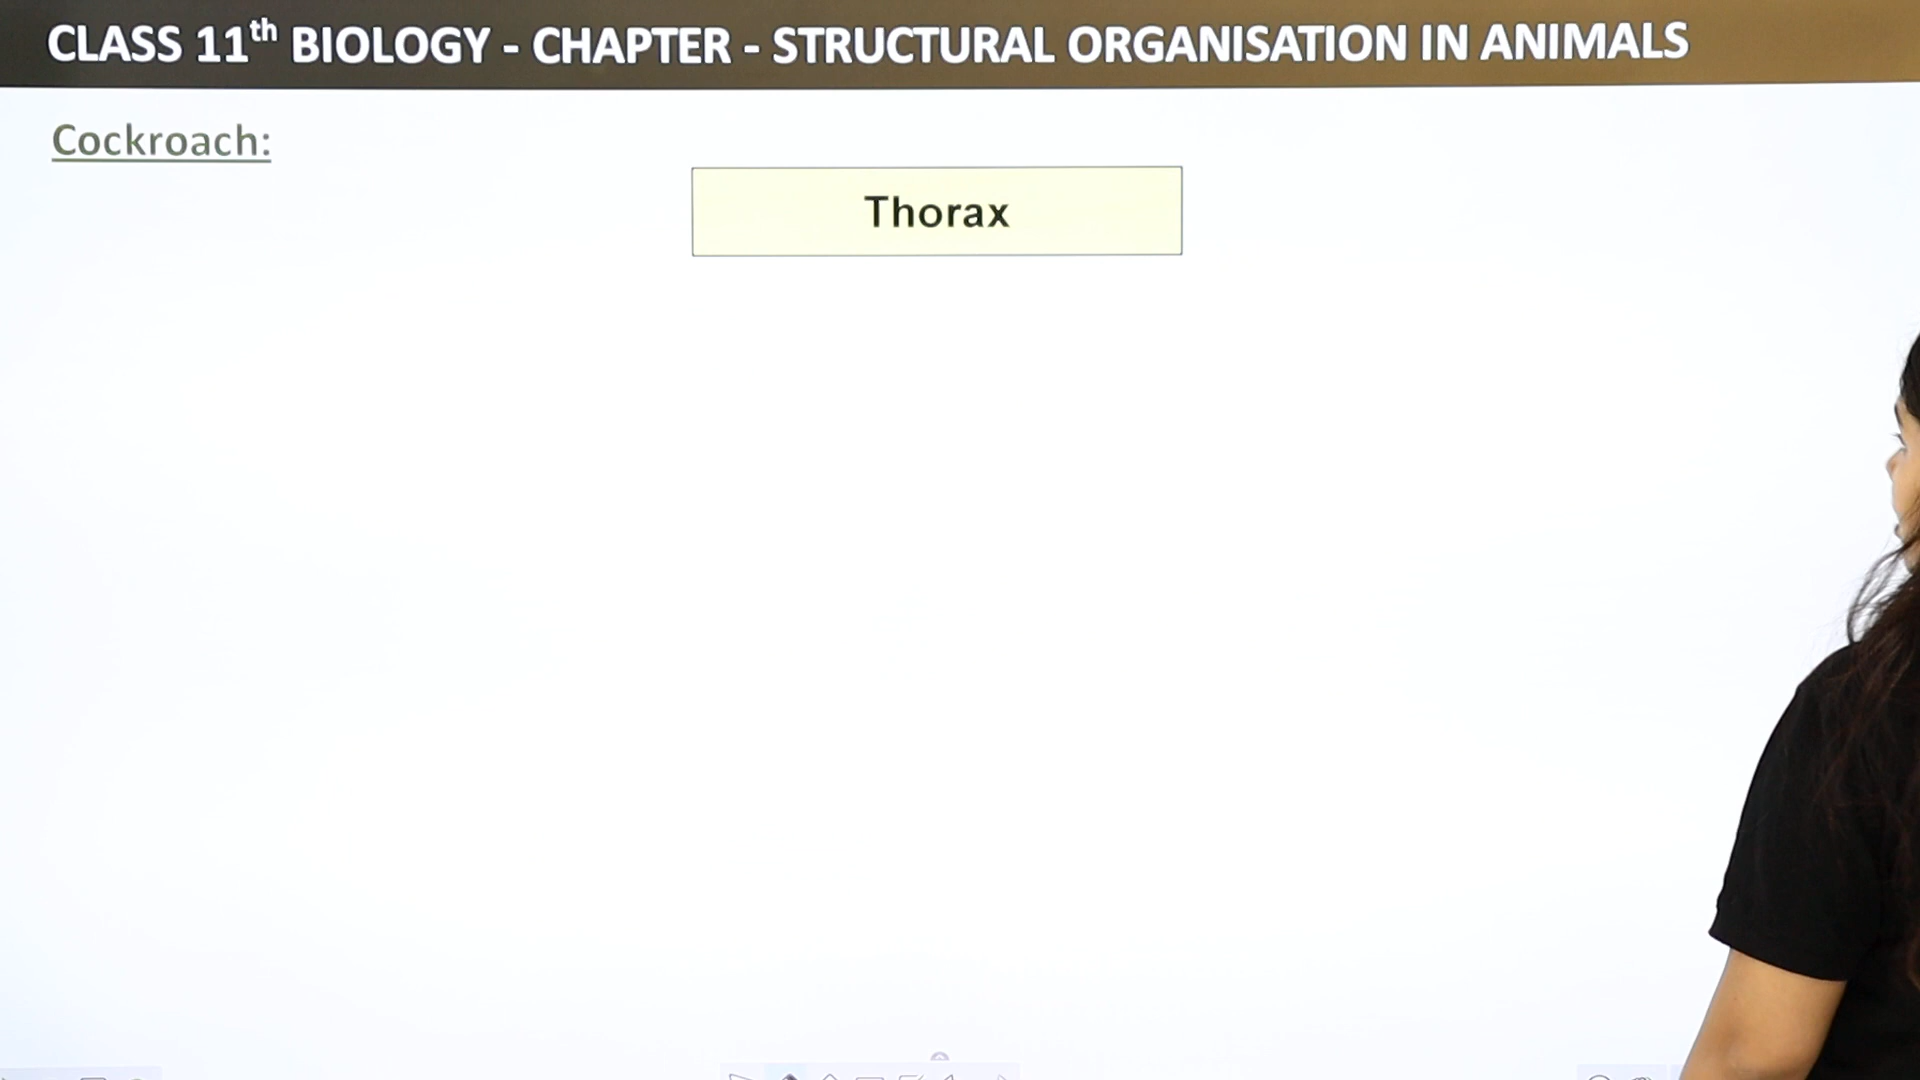 CLASS 11th BIOLOGY - CHAPTER - STRUCTURAL ORGANISATION IN ANIMALS
Cockroach:
Thorax